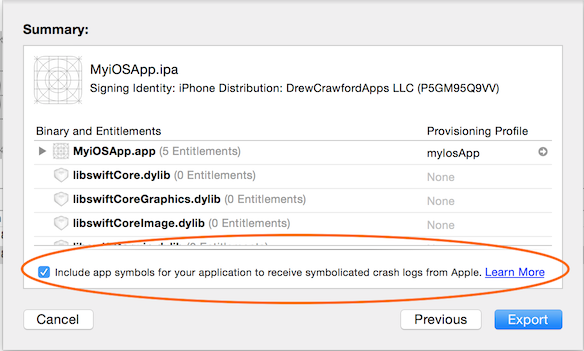 Summary:
MyiOSApp.ipa
Signing Identity: iPhone Distribution: DrewCrawfordApps LLC (P5GM95Q9VV)
Binary and Entitlements Provisioning Profile
MyiOSApp.app (5 Entitlements) myIosApp
libswiftCore.dylib (0 Entitlements) None
libswiftCoreGraphics.dylib (0 Entitlements) None
libswiftCoreImage.dylib (0 Entitlements) None
Include app symbols for your application to receive symbolicated crash logs from Apple. Learn More
Cancel Previous Export